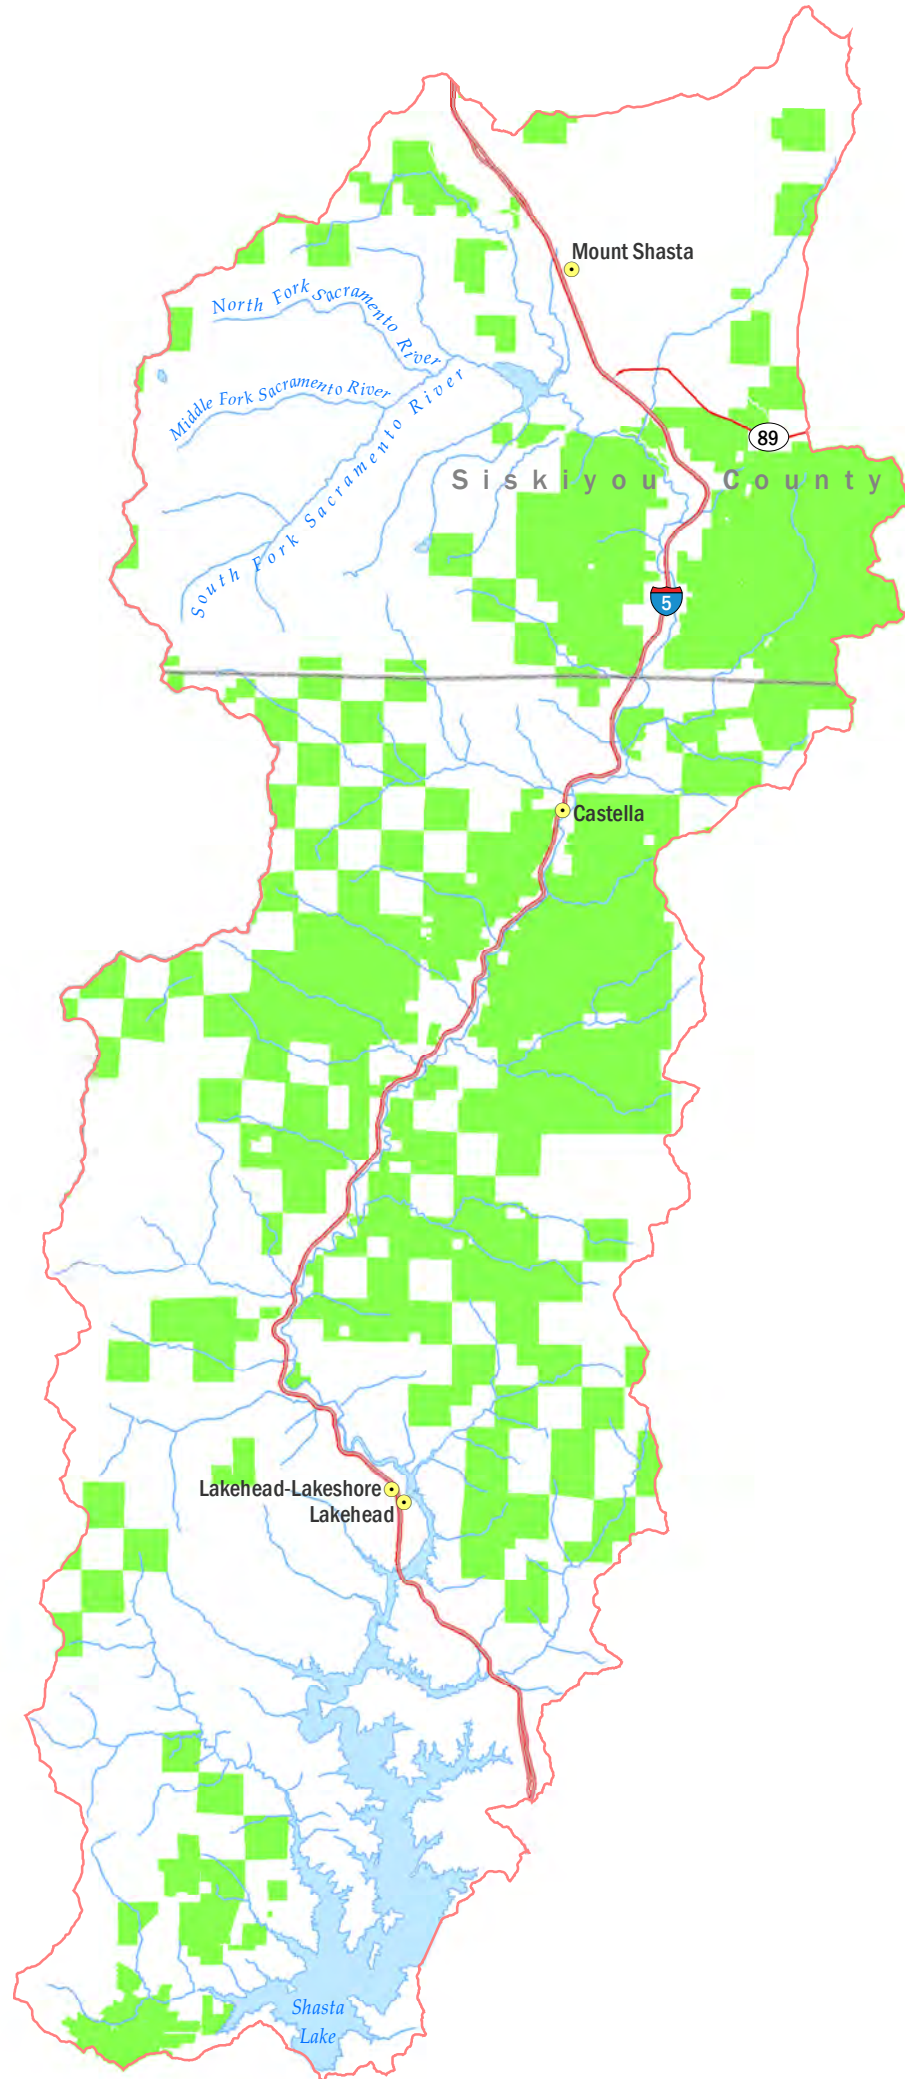 Mount Shasta
North Fork Sacramento River
Middle Fork Sacramento River
South Fork Sacramento River
89
Siskiyou County
5
Castella
Lakehead-Lakeshore
Lakehead
Shasta
Lake